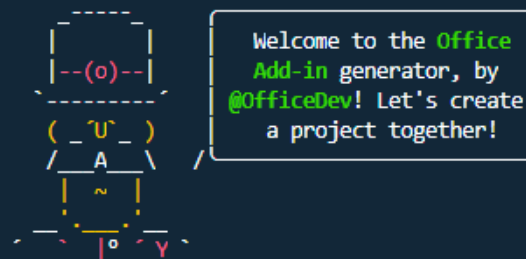 Welcome to the Office
Add-in generator, by
@OfficeDev! Let's create
a project together!